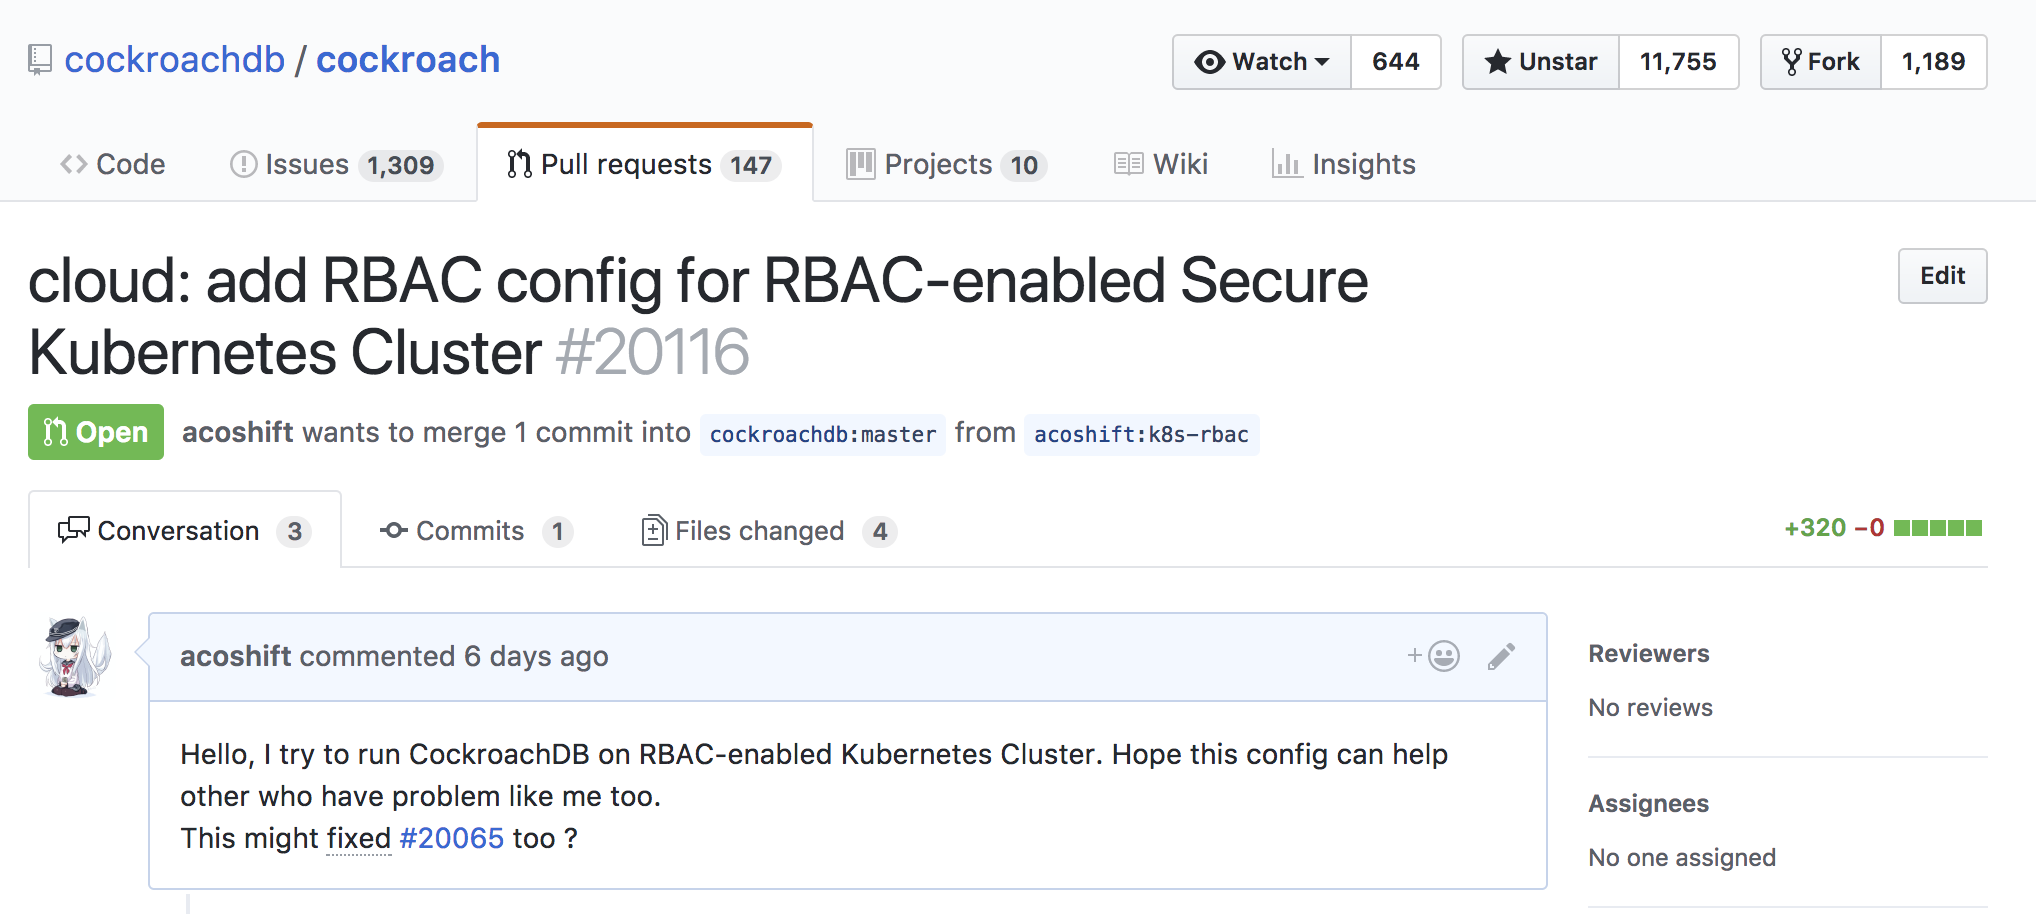 cockroachdb / cockroach
Watch 644 Unstar 11,755 Fork 1,189
Code Issues 1,309 Pull requests 147 Projects 10 Wiki Insights
cloud: add RBAC config for RBAC-enabled Secure
Kubernetes Cluster #20116
Edit
Open acoshift wants to merge 1 commit into cockroachdb:master from acoshift:k8s-rbac
Conversation 3 Commits 1 Files changed 4 +320 −0
acoshift commented 6 days ago
Hello, I try to run CockroachDB on RBAC-enabled Kubernetes Cluster. Hope this config can help
other who have problem like me too.
This might fixed #20065 too ?
Reviewers
No reviews
Assignees
No one assigned